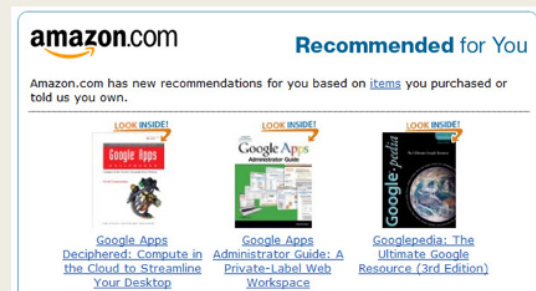 amazon.com
Recommended for You
Amazon.com has new recommendations for you based on items you purchased or
told us you own.
LOOK INSIDE!
LOOK INSIDE!
LOOK INSIDE!
Google Apps
Google Apps
Administrator Guide
Google-pedia
Google Apps
Deciphered: Compute in
the Cloud to Streamline
Your Desktop
Google Apps
Administrator Guide: A
Private-Label Web
Workspace
Googlepedia: The
Ultimate Google
Resource (3rd Edition)